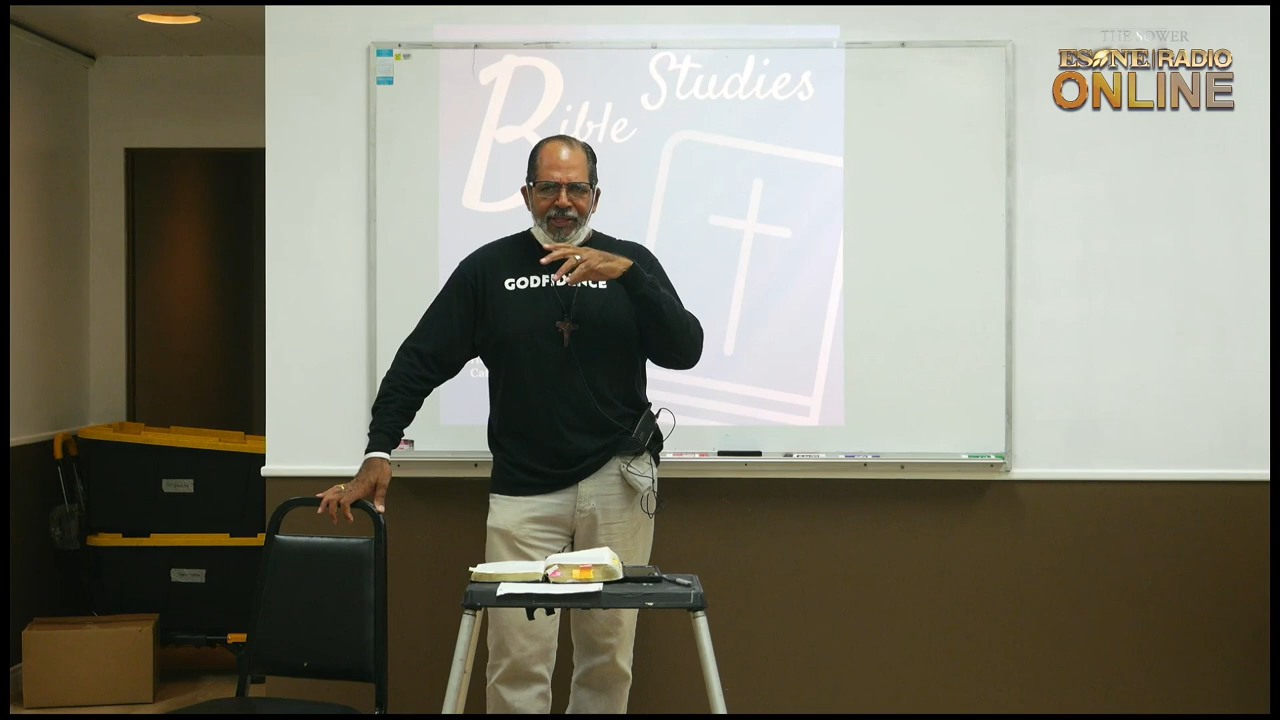 THE SOWER
ESNE RADIO
ONLINE
Bible Studies
GODFIDENCE